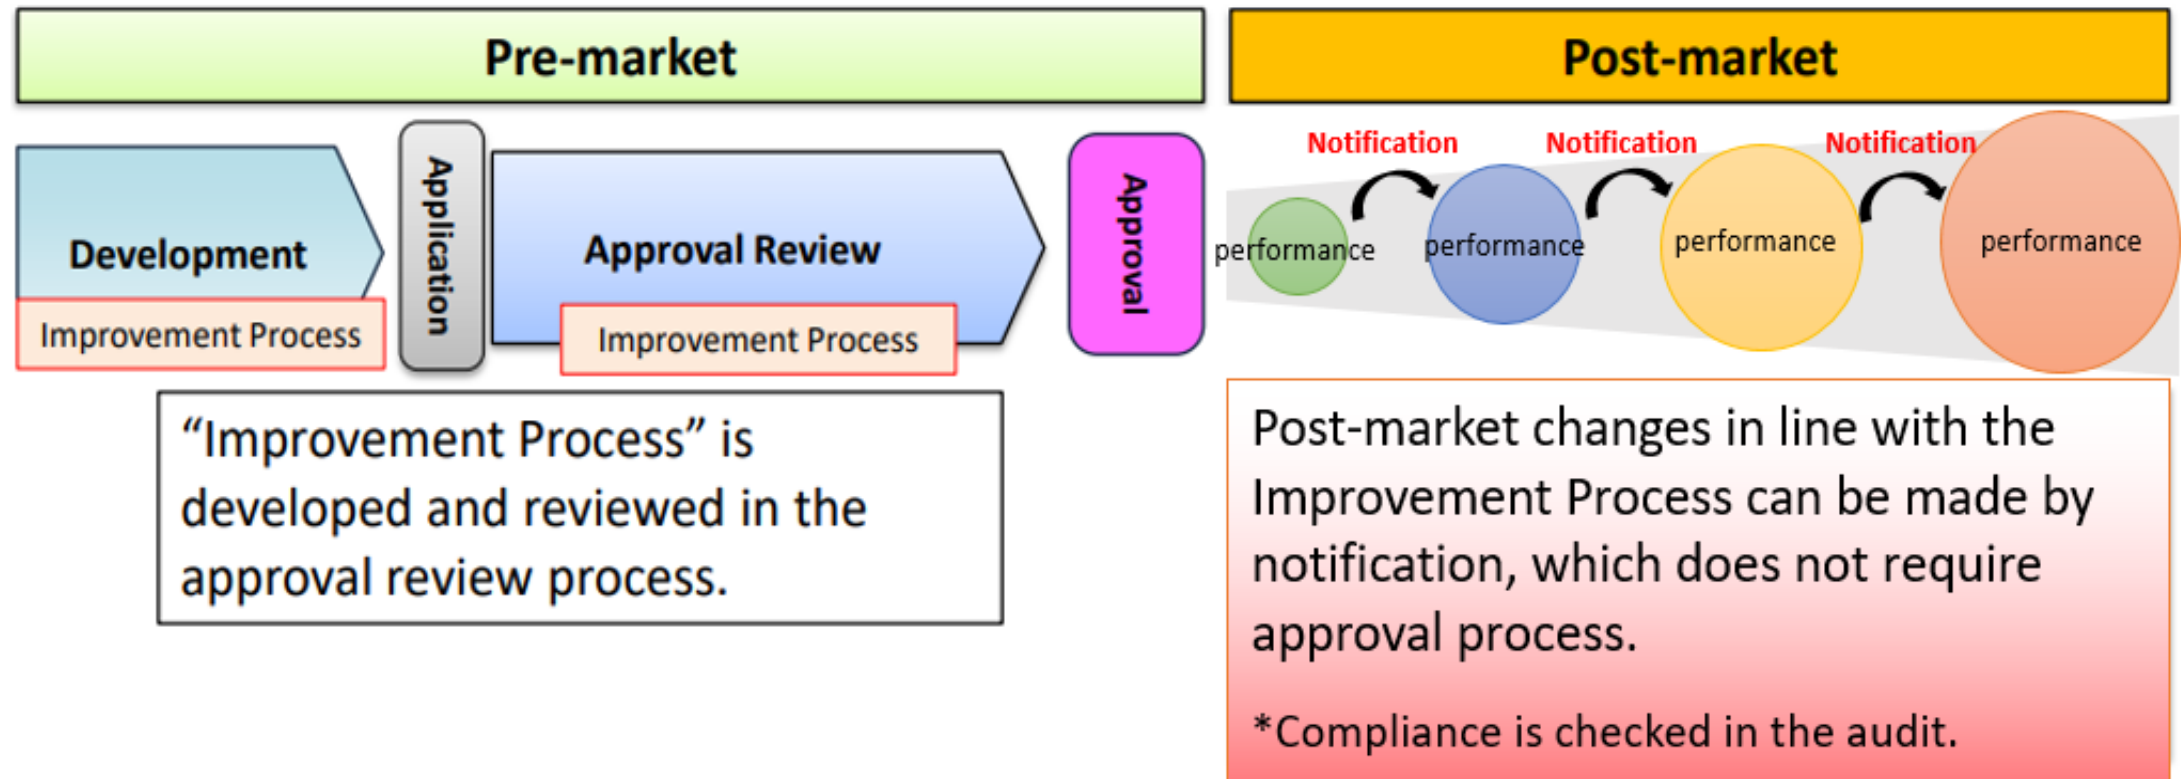 Pre-market
Post-market
Development
Improvement Process
Application
Approval Review
Improvement Process
Approval
Notification
Notification
Notification
performance
performance
performance
performance
“Improvement Process” is
developed and reviewed in the
approval review process.
Post-market changes in line with the
Improvement Process can be made by
notification, which does not require
approval process.
*Compliance is checked in the audit.